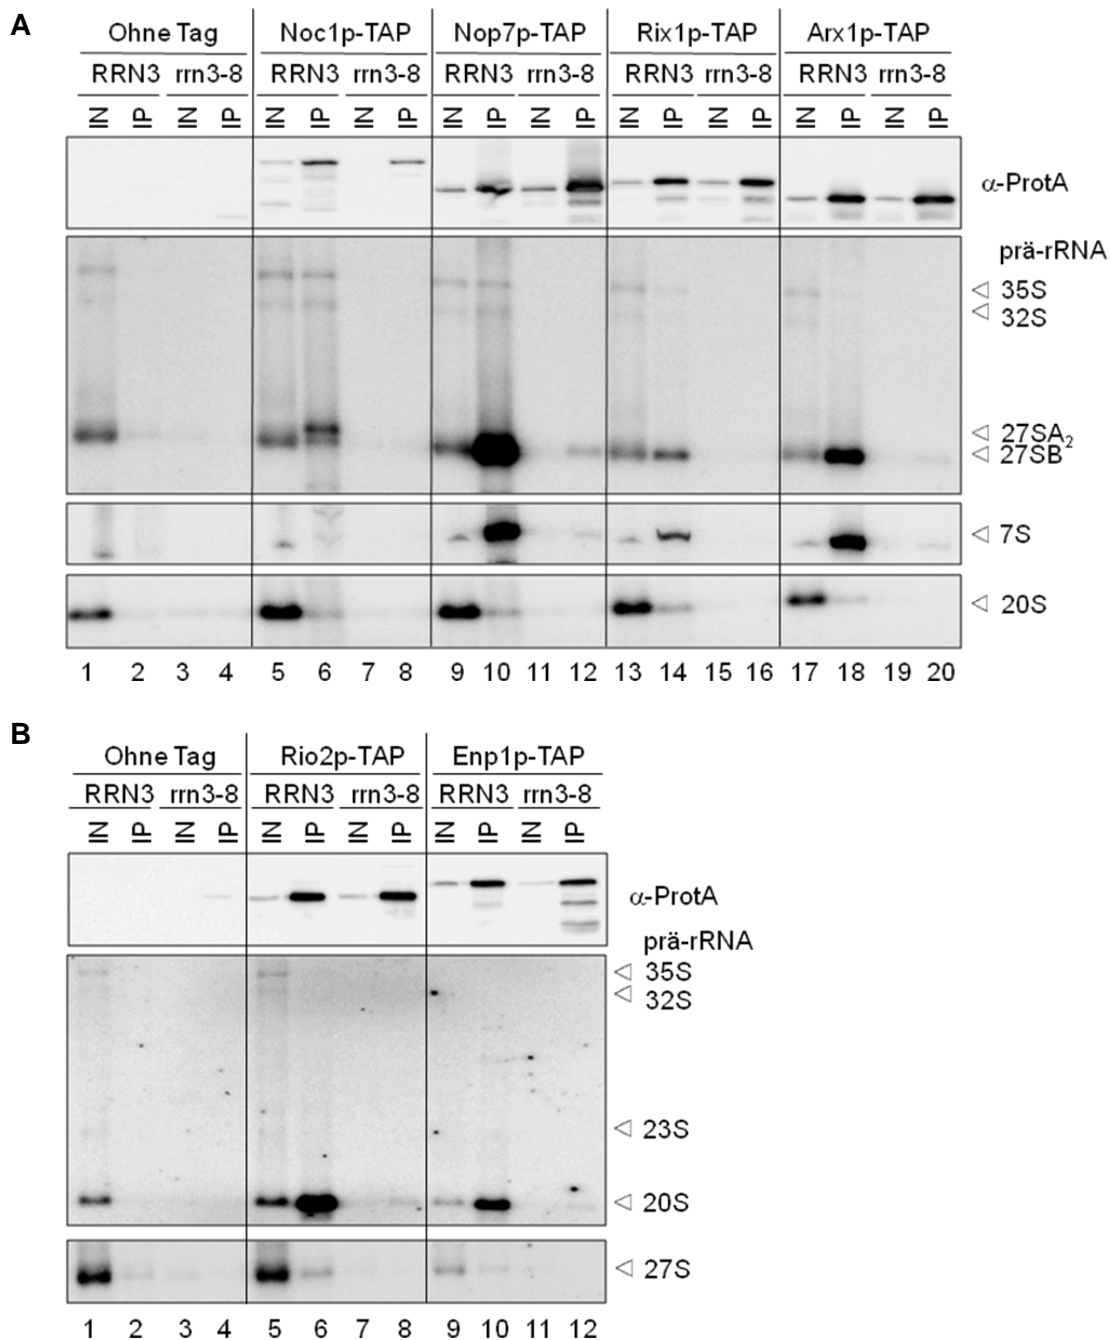 A
Ohne Tag Noc1p-TAP Nop7p-TAP Rix1p-TAP Arx1p-TAP
RRN3 rrn3-8 RRN3 rrn3-8 RRN3 rrn3-8 RRN3 rrn3-8 RRN3 rrn3-8
IN IP IN IP IN IP IN IP IN IP IN IP IN IP IN IP IN IP IN IP
α-ProtA
prä-rRNA
35S
32S
27SA2
27SB
7S
20S
1 2 3 4 5 6 7 8 9 10 11 12 13 14 15 16 17 18 19 20
B
Ohne Tag Rio2p-TAP Enp1p-TAP
RRN3 rrn3-8 RRN3 rrn3-8 RRN3 rrn3-8
IN IP IN IP IN IP IN IP IN IP IN IP
α-ProtA
prä-rRNA
35S
32S
23S
20S
27S
1 2 3 4 5 6 7 8 9 10 11 12